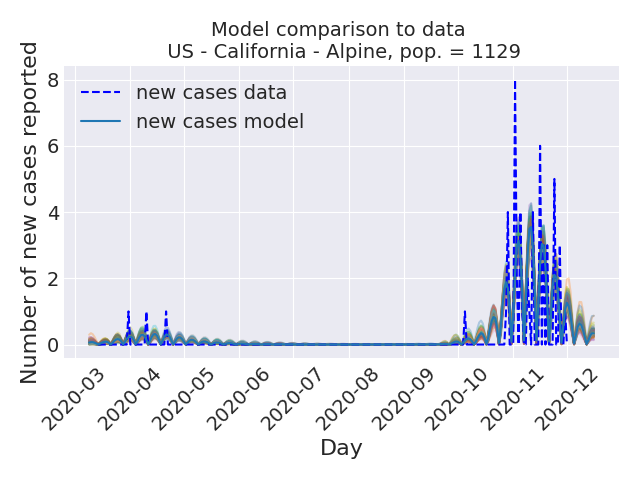 Model comparison to data
US - California - Alpine, pop. = 1129
Number of new cases reported
8
6
4
2
0
new cases data
new cases model
2020-03
2020-04
2020-05
2020-06
2020-07
2020-08
2020-09
2020-10
2020-11
2020-12
Day